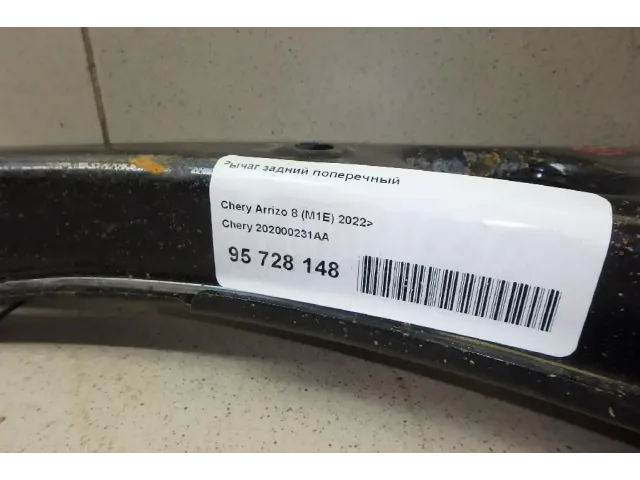 Рычаг задний поперечный
Chery Arrizo 8 (M1E) 2022>
Chery 202000231AA
95 728 148